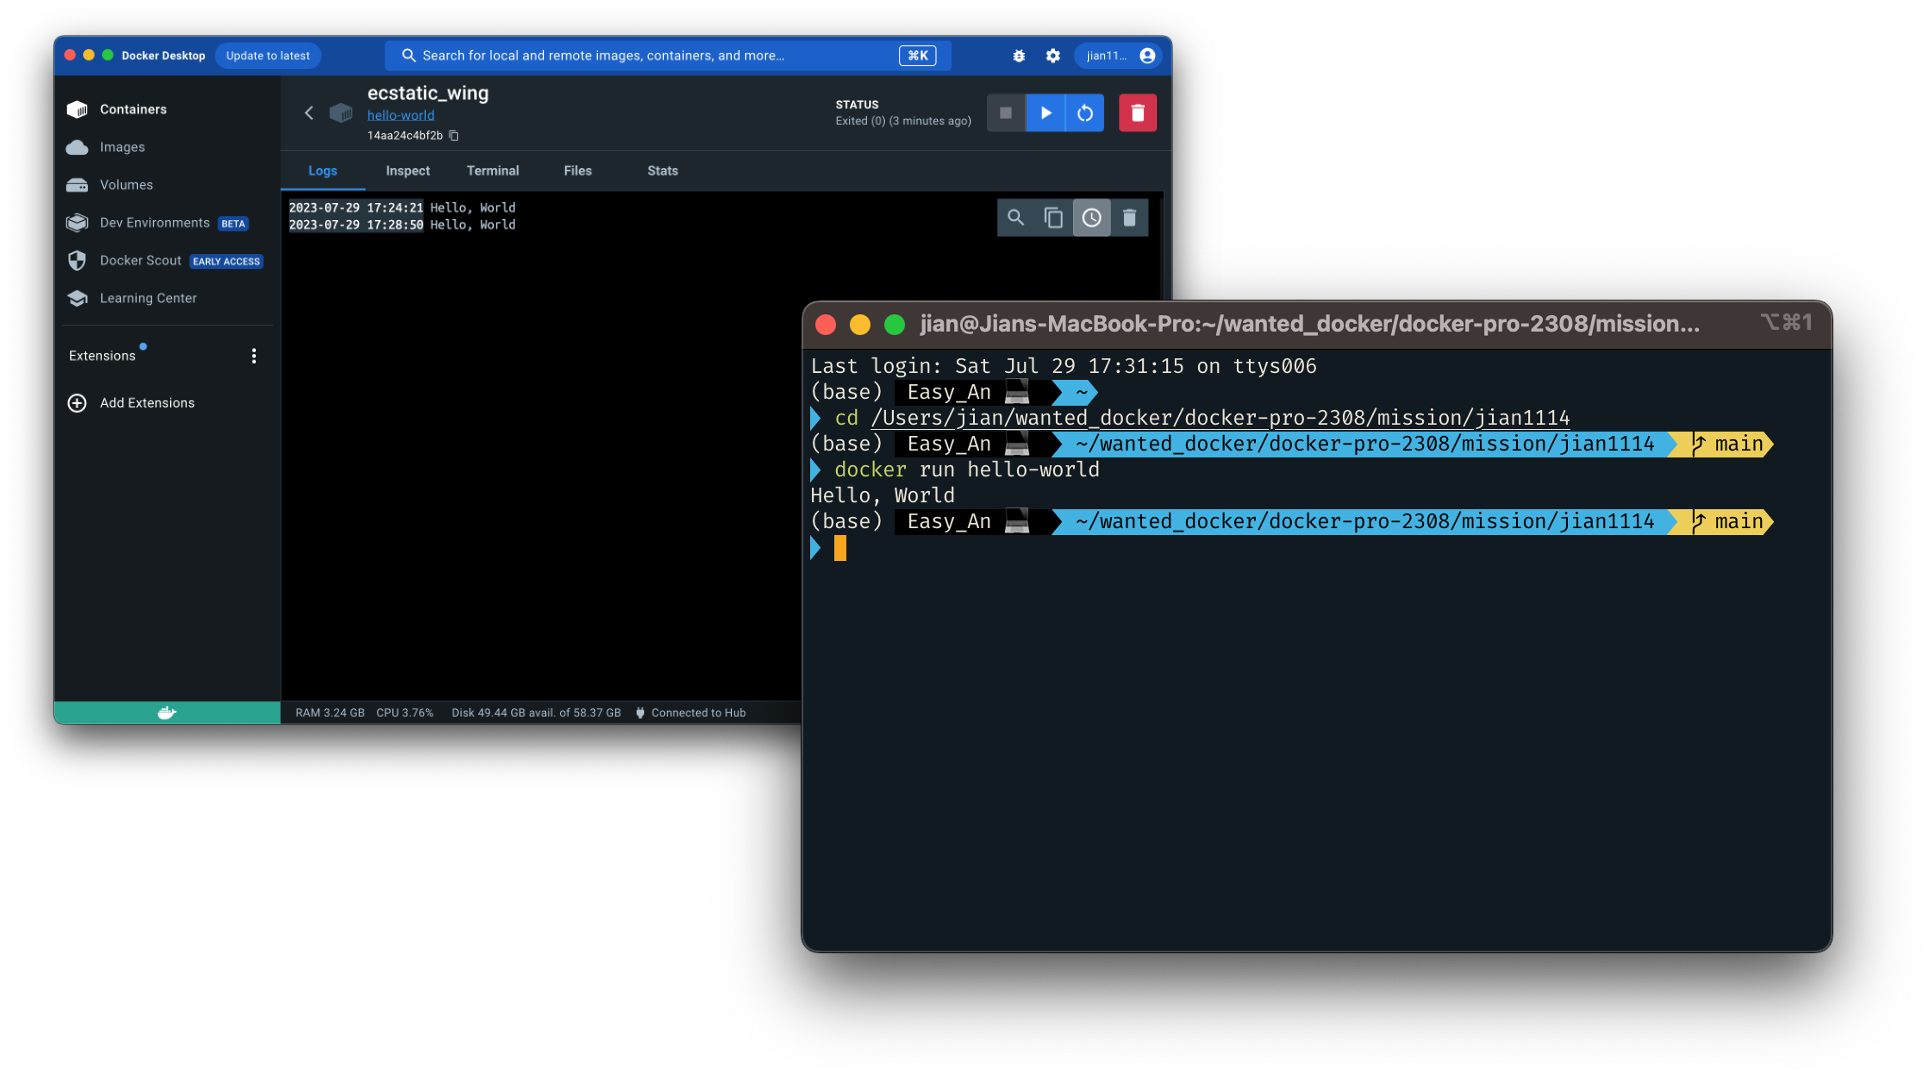 Docker Desktop Update to latest Search for local and remote images, containers, and more... ⌘K jian11...
Containers
Images
Volumes
Dev Environments BETA
Docker Scout EARLY ACCESS
Learning Center
Extensions
Add Extensions
ecstatic_wing
hello-world
14aa24c4bf2b
STATUS
Exited (0) (3 minutes ago)
Logs Inspect Terminal Files Stats
2023-07-29 17:24:21 Hello, World
2023-07-29 17:28:50 Hello, World
RAM 3.24 GB CPU 3.76% Disk 49.44 GB avail. of 58.37 GB Connected to Hub
jian@Jians-MacBook-Pro:~/wanted_docker/docker-pro-2308/mission... ⌥⌘1
Last login: Sat Jul 29 17:31:15 on ttys006
(base) Easy_An 💻 ~
cd /Users/jian/wanted_docker/docker-pro-2308/mission/jian1114
(base) Easy_An 💻 ~/wanted_docker/docker-pro-2308/mission/jian1114 main
docker run hello-world
Hello, World
(base) Easy_An 💻 ~/wanted_docker/docker-pro-2308/mission/jian1114 main